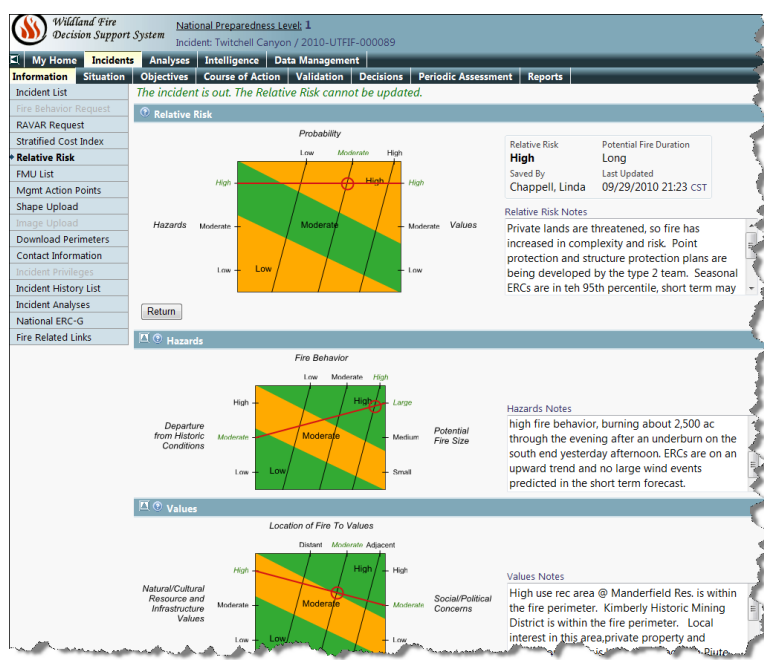 Wildland Fire
Decision Support System
National Preparedness Level: 1
Incident: Twitchell Canyon / 2010-UTFIF-000089
My Home Incidents Analyses Intelligence Data Management
Information Situation Objectives Course of Action Validation Decisions Periodic Assessment Reports
Incident List
Fire Behavior Request
RAVAR Request
Stratified Cost Index
Relative Risk
FMU List
Mgmt Action Points
Shape Upload
Image Upload
Download Perimeters
Contact Information
Incident Privileges
Incident History List
Incident Analyses
National ERC-G
Fire Related Links
The incident is out. The Relative Risk cannot be updated.
Relative Risk
Probability
Low Moderate High
High High High
Hazards Moderate Moderate Moderate Values
Low Low Low
Relative Risk Potential Fire Duration
High Long
Saved By Last Updated
Chappell, Linda 09/29/2010 21:23 CST
Relative Risk Notes
Private lands are threatened, so fire has
increased in complexity and risk. Point
protection and structure protection plans are
being developed by the type 2 team. Seasonal
ERCs are in teh 95th percentile, short term may
Return
Hazards
Fire Behavior
Low Moderate High
High High Large
Departure
from Historic
Conditions
Moderate Moderate Medium
Potential
Fire Size
Low Low Small
Hazards Notes
high fire behavior, burning about 2,500 ac
through the evening after an underburn on the
south end yesterday afternoon. ERCs are on an
upward trend and no large wind events
predicted in the short term forecast.
Values
Location of Fire To Values
Distant Moderate Adjacent
High High High
Natural/Cultural
Resource and
Infrastructure
Values
Moderate Moderate Moderate
Social/Political
Concerns
Low Low Low
Values Notes
High use rec area @ Manderfield Res. is within
the fire perimeter. Kimberly Historic Mining
District is within the fire perimeter. Local
interest in this area,private property and